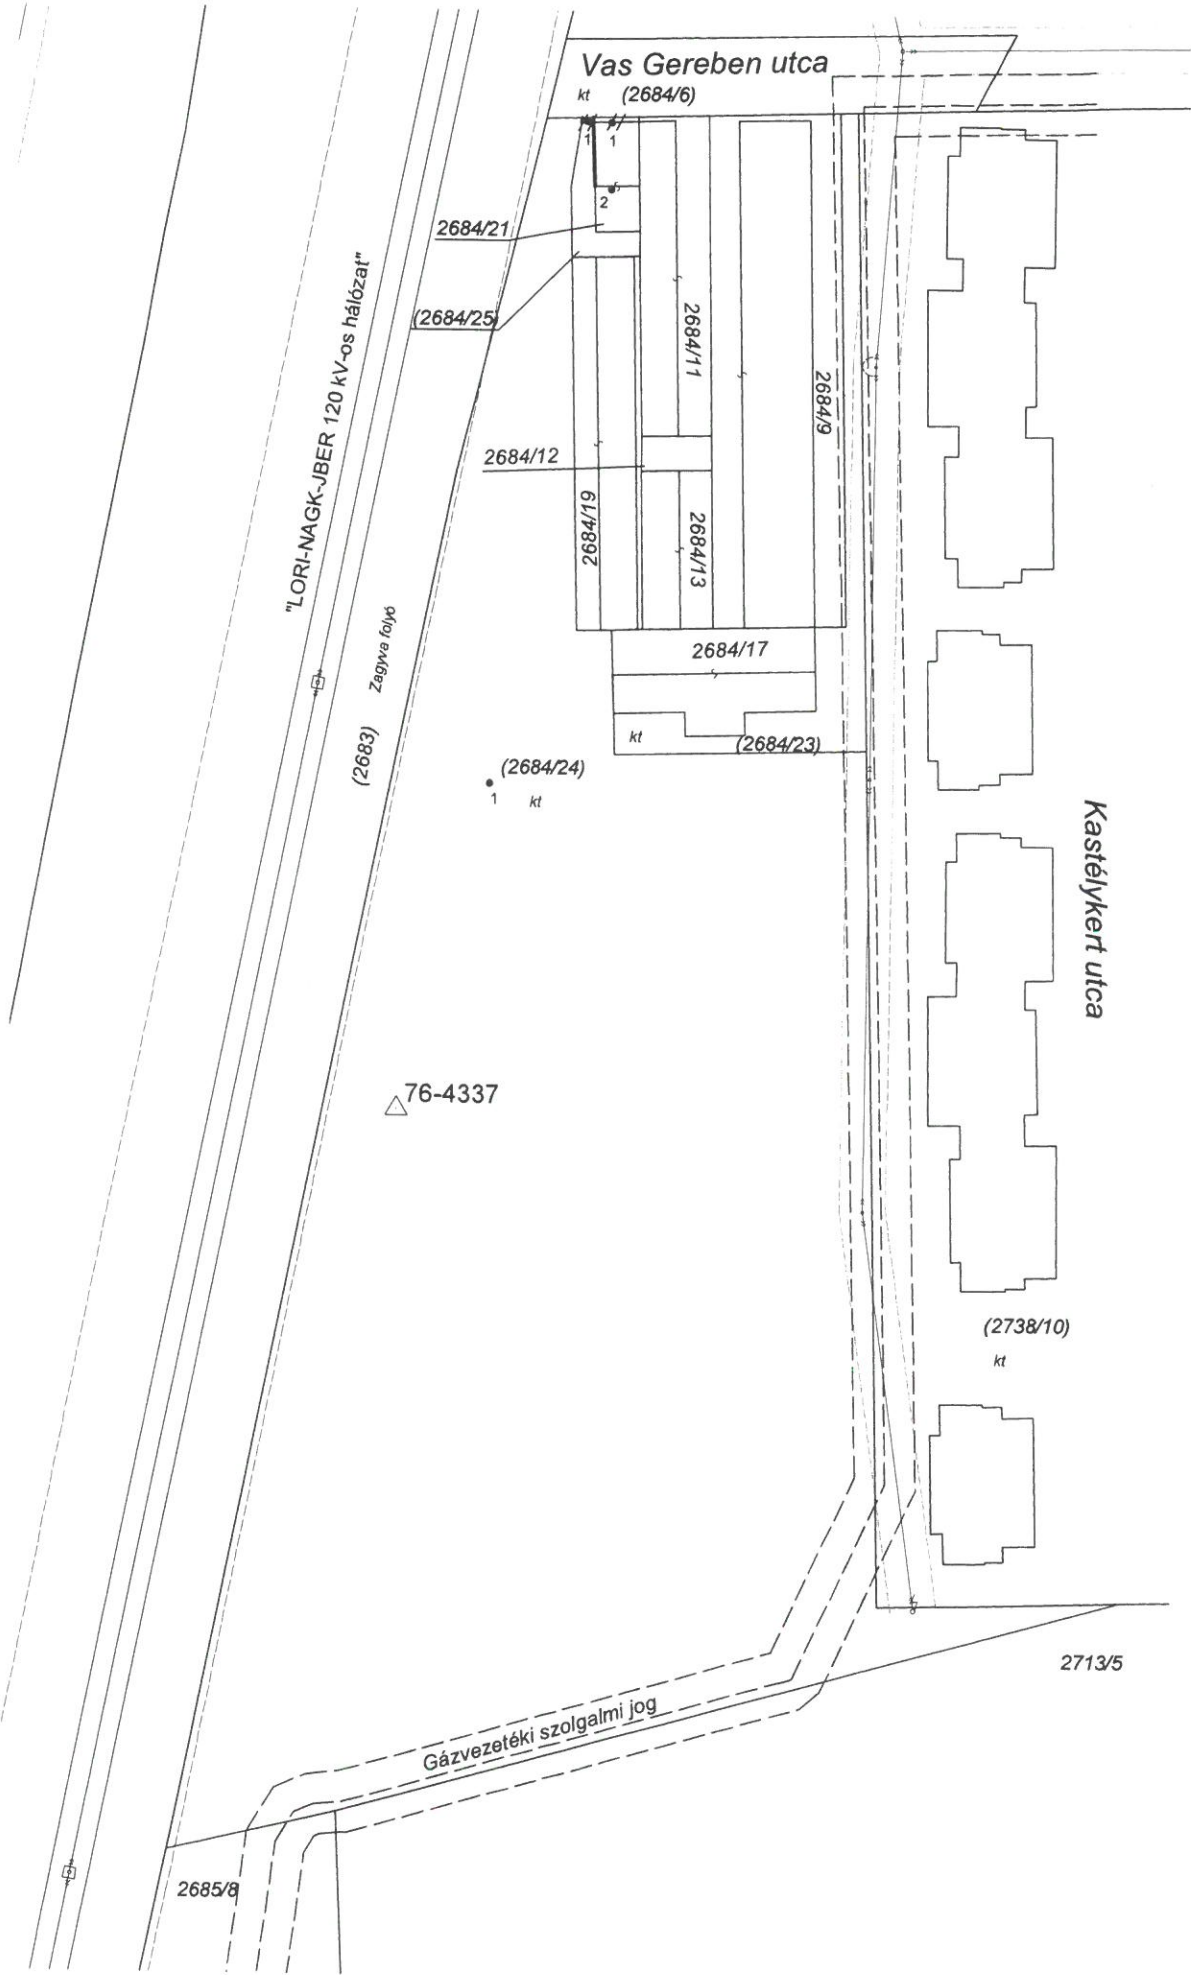 Vas Gereben utca
kt
(2684/6)
1
1
2
2684/21
(2684/25)
"LORI-NAGK-JBER 120 kV-os hálózat"
2684/11
2684/9
2684/12
2684/19
2684/13
Zagyva folyó
(2683)
2684/17
kt
(2684/23)
(2684/24)
1
kt
Kastélykert utca
76-4337
(2738/10)
kt
2713/5
Gázvezetéki szolgalmi jog
2685/8